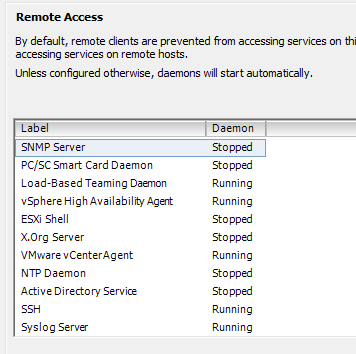 Remote Access
By default, remote clients are prevented from accessing services on thi
accessing services on remote hosts.
Unless configured otherwise, daemons will start automatically.
Label Daemon
SNMP Server Stopped
PC/SC Smart Card Daemon Stopped
Load-Based Teaming Daemon Running
vSphere High Availability Agent Running
ESXi Shell Stopped
X.Org Server Stopped
VMware vCenter Agent Running
NTP Daemon Stopped
Active Directory Service Stopped
SSH Running
Syslog Server Running